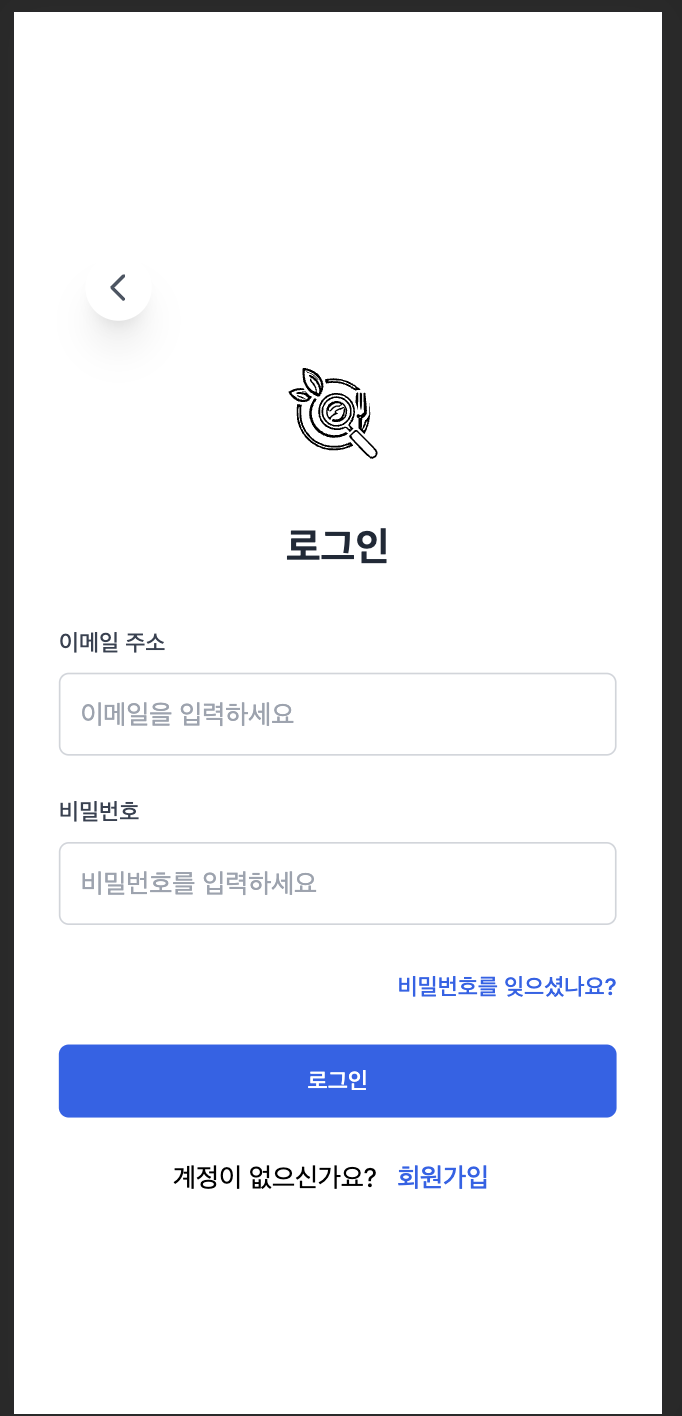 로그인
이메일 주소
이메일을 입력하세요
비밀번호
비밀번호를 입력하세요
비밀번호를 잊으셨나요?
로그인
계정이 없으신가요? 회원가입